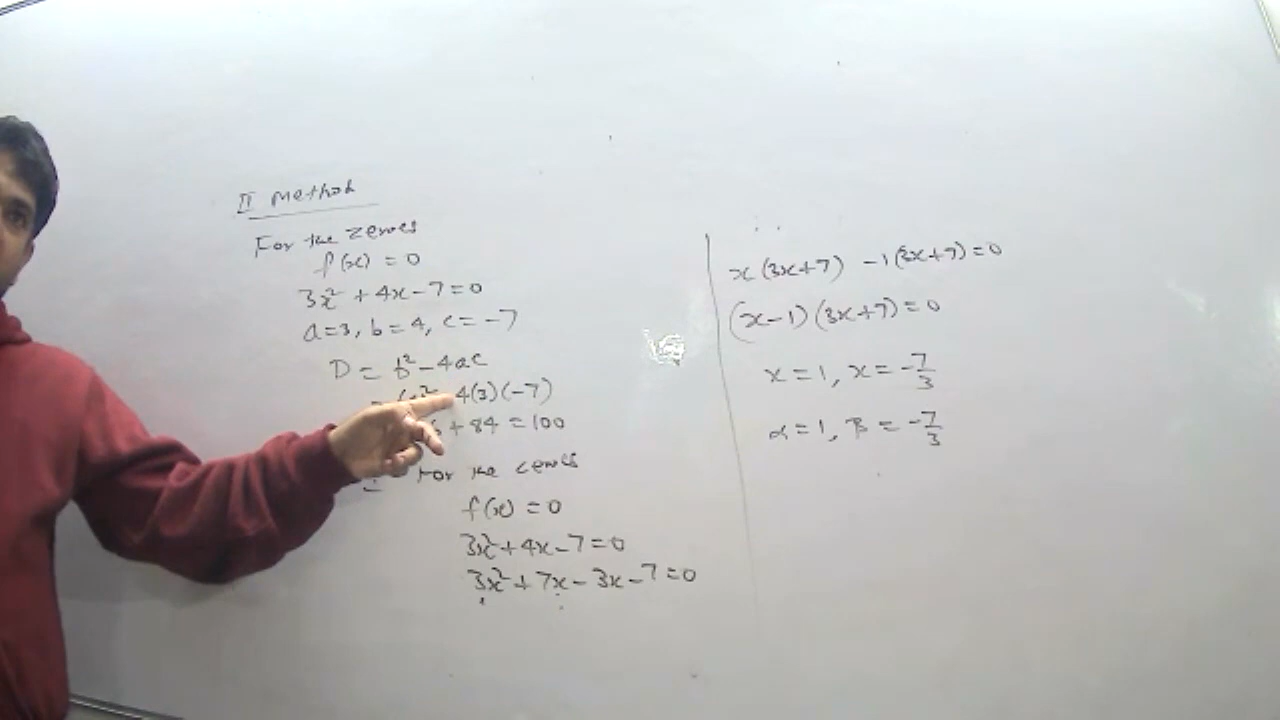 II Method
For the zeroes
f(x) = 0
3x² + 4x - 7 = 0
a=3, b=4, c=-7
D = b² - 4ac
4(3)(-7)
+ 84 = 100
For the zeroes
f(x) = 0
3x² + 4x - 7 = 0
3x² + 7x - 3x - 7 = 0
x(3x+7) -1(3x+7) = 0
(x-1)(3x+7) = 0
x = 1, x = -7/3
α = 1, β = -7/3